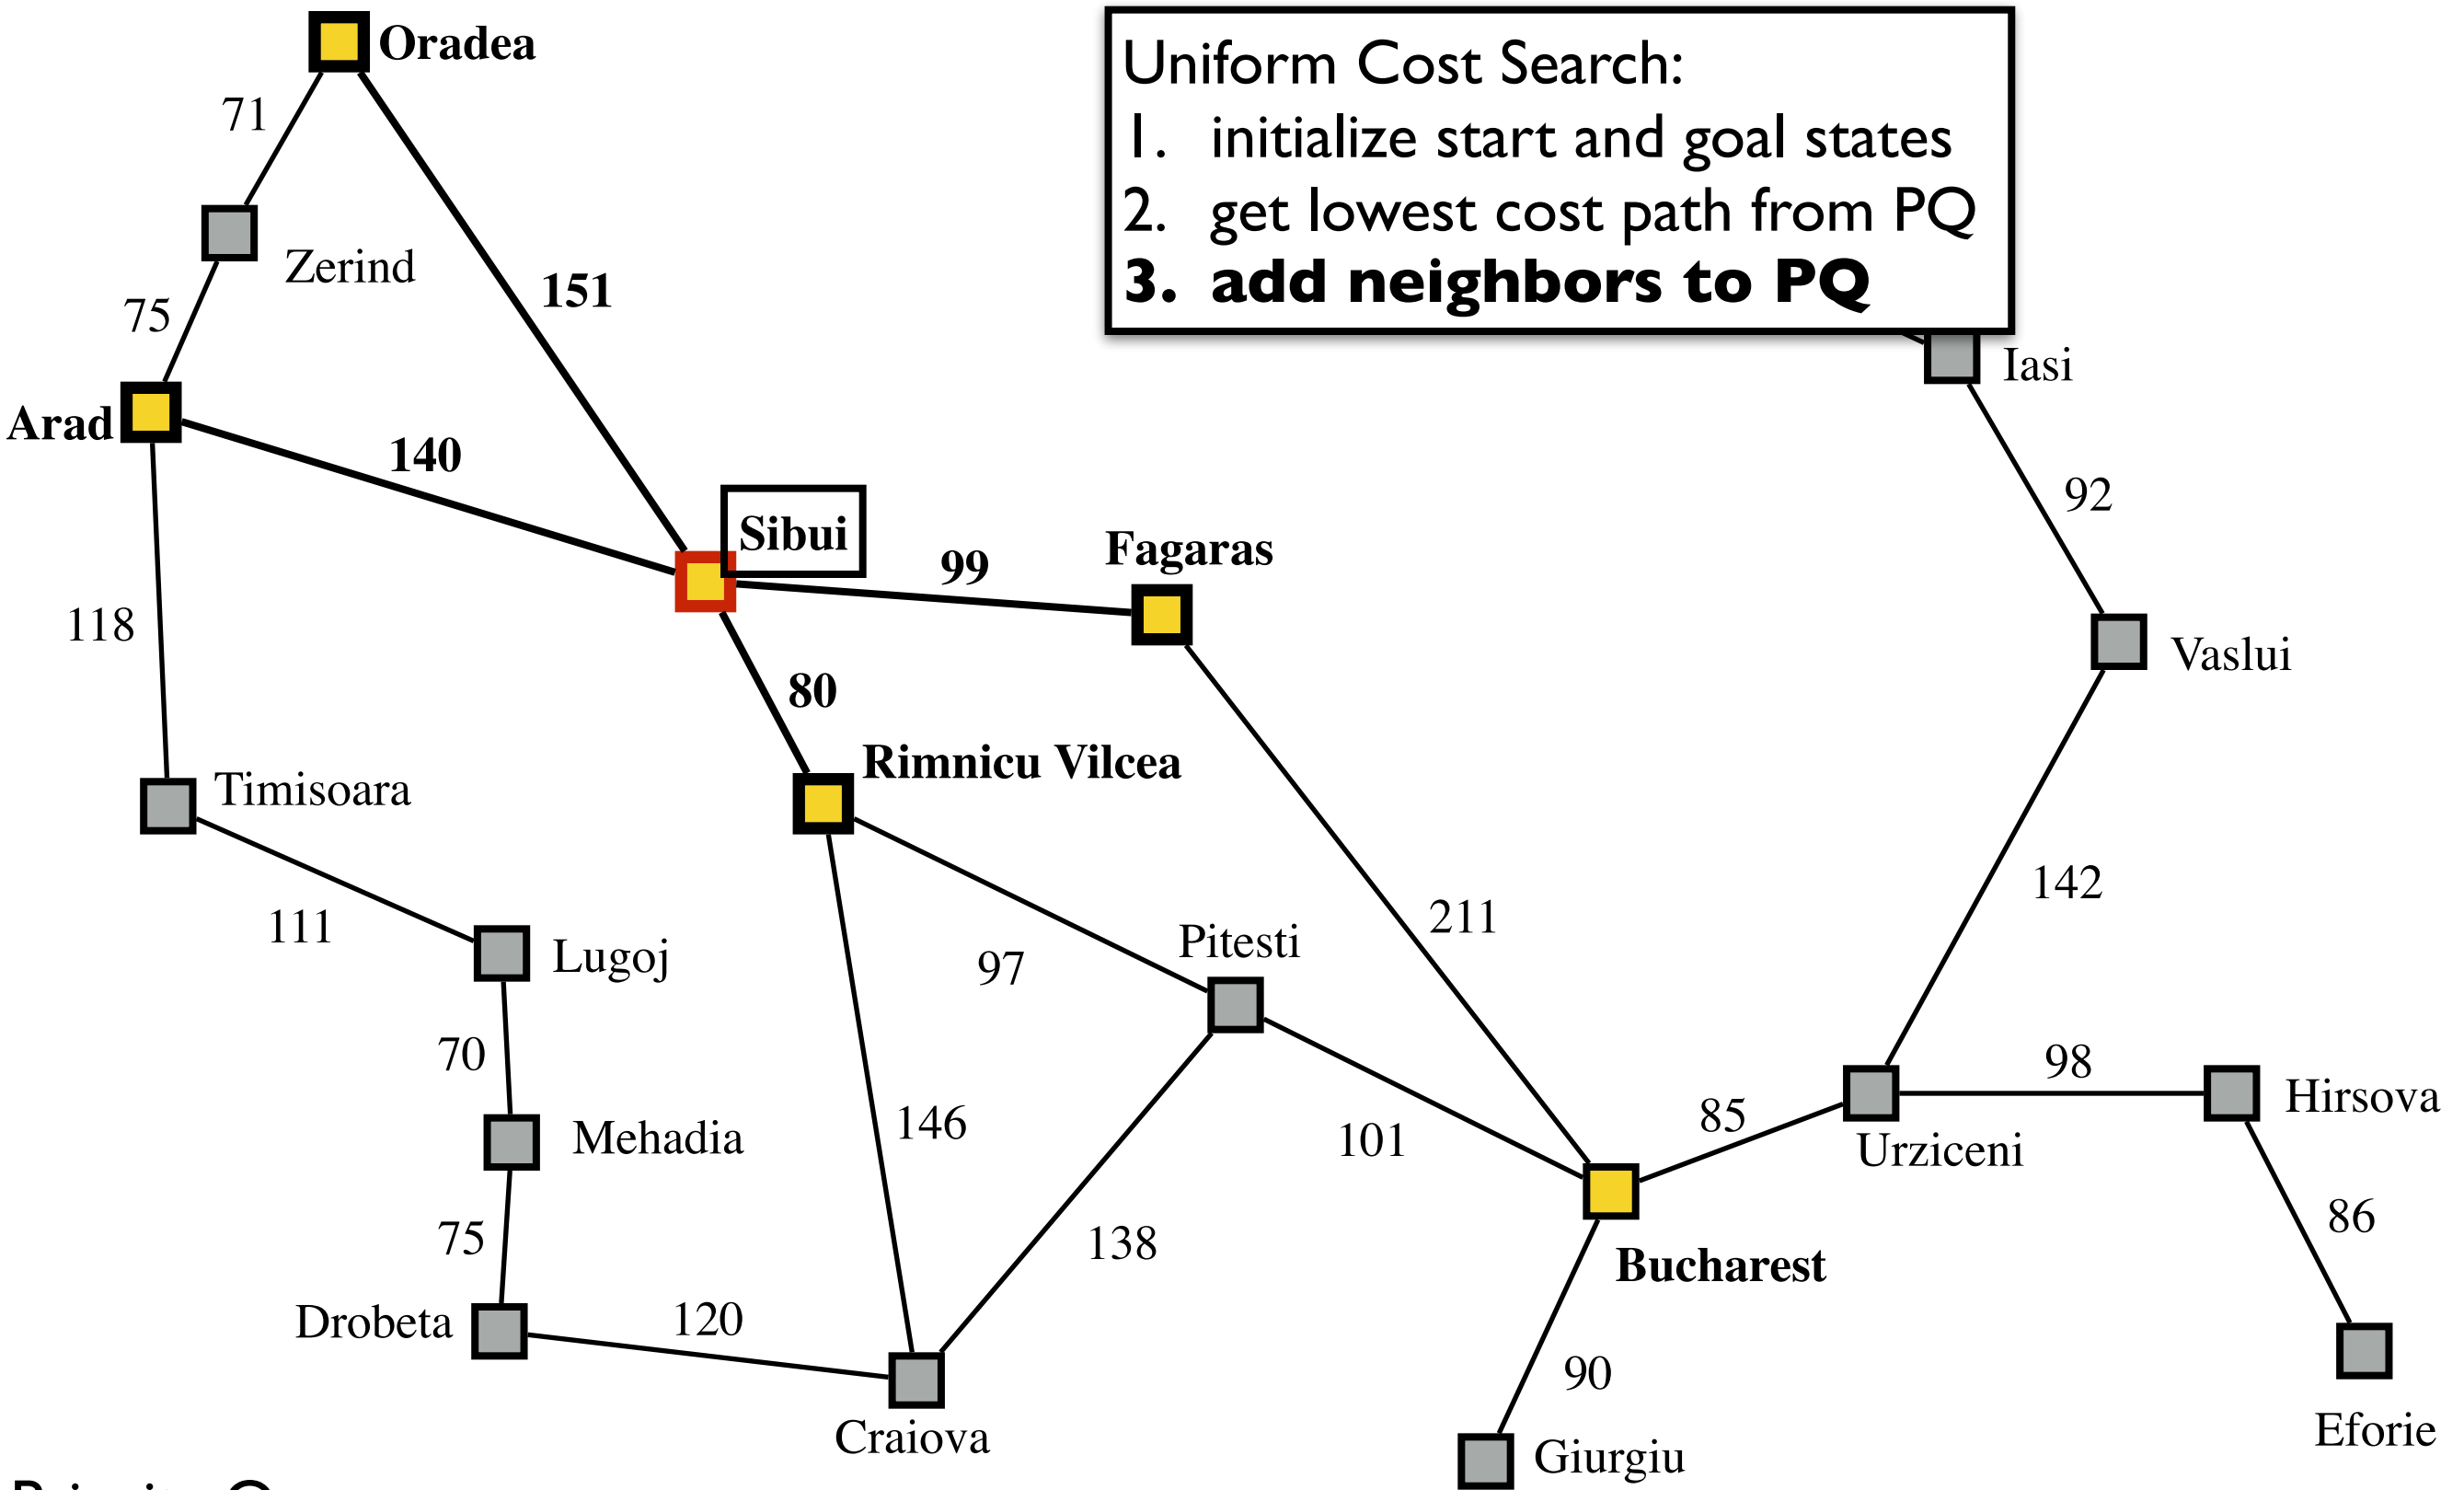 Oradea
Uniform Cost Search:
1. initialize start and goal states
2. get lowest cost path from PQ
3. add neighbors to PQ
71
Zerind
151
75
Iasi
Arad
140
92
Sibui
Fagaras
99
118
Vaslui
80
Rimnicu Vilcea
Timisoara
142
211
111
Pitesti
Lugoj
97
70
98
Hirsova
85
146
101
Mehadia
Urziceni
86
75
138
Bucharest
Drobeta
120
90
Craiova
Eforie
Giurgiu